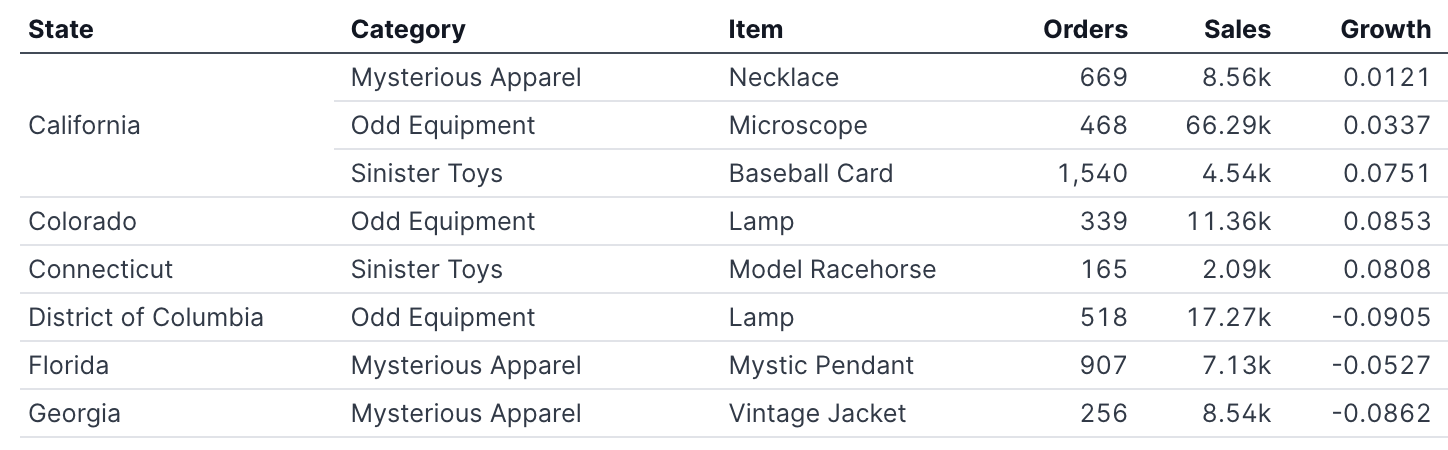 State Category Item Orders Sales Growth
Mysterious Apparel Necklace 669 8.56k 0.0121
California Odd Equipment Microscope 468 66.29k 0.0337
Sinister Toys Baseball Card 1,540 4.54k 0.0751
Colorado Odd Equipment Lamp 339 11.36k 0.0853
Connecticut Sinister Toys Model Racehorse 165 2.09k 0.0808
District of Columbia Odd Equipment Lamp 518 17.27k -0.0905
Florida Mysterious Apparel Mystic Pendant 907 7.13k -0.0527
Georgia Mysterious Apparel Vintage Jacket 256 8.54k -0.0862